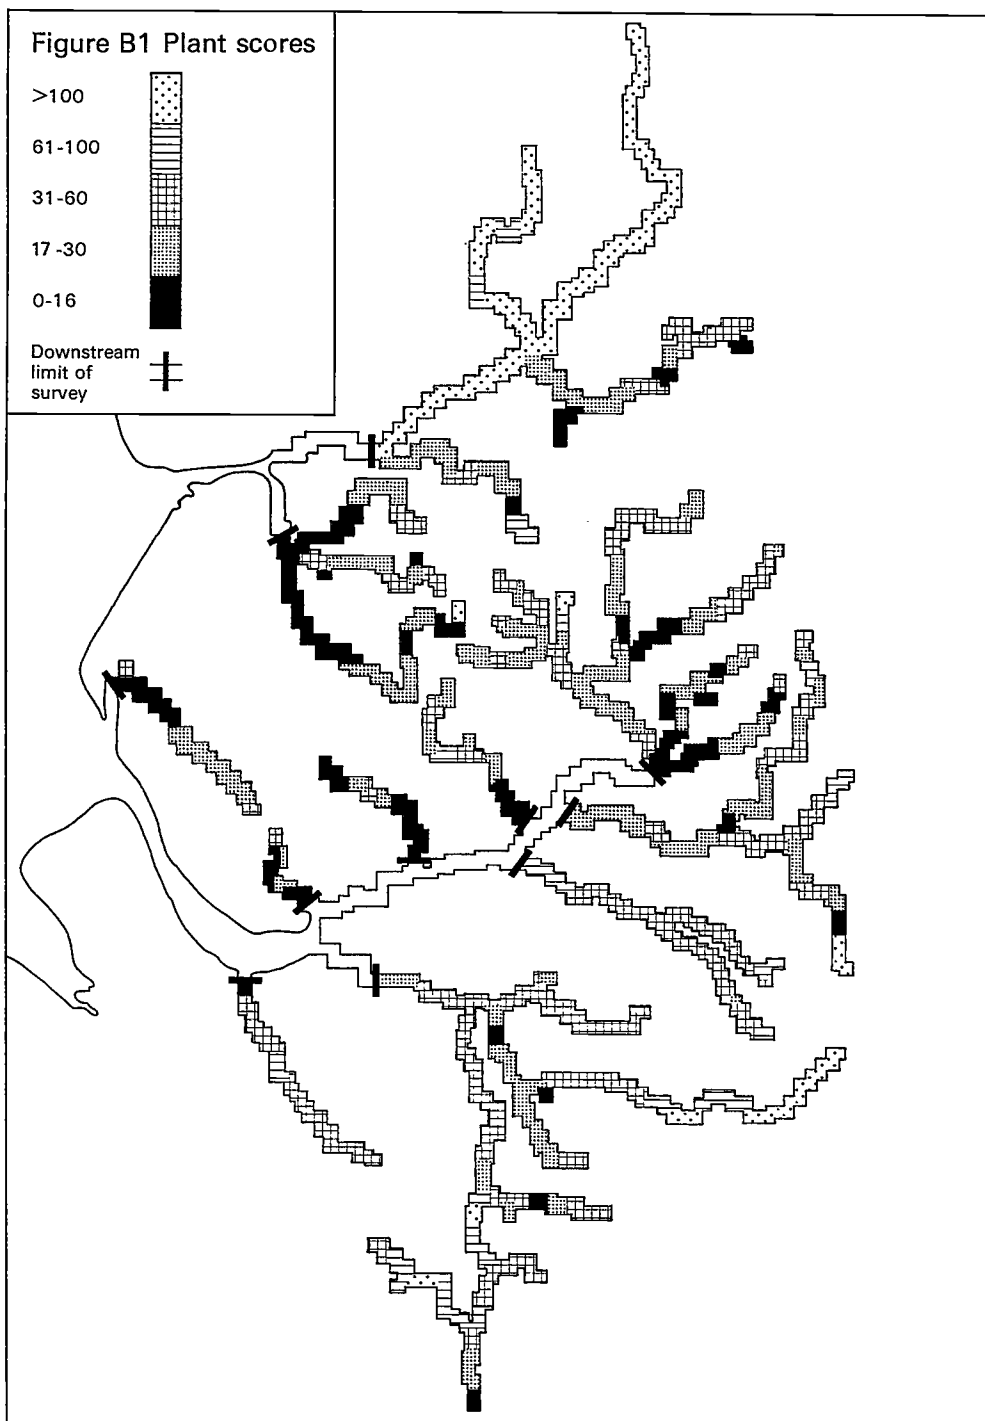 Figure B1 Plant scores
>100
61-100
31-60
17-30
0-16
Downstream
limit of
survey